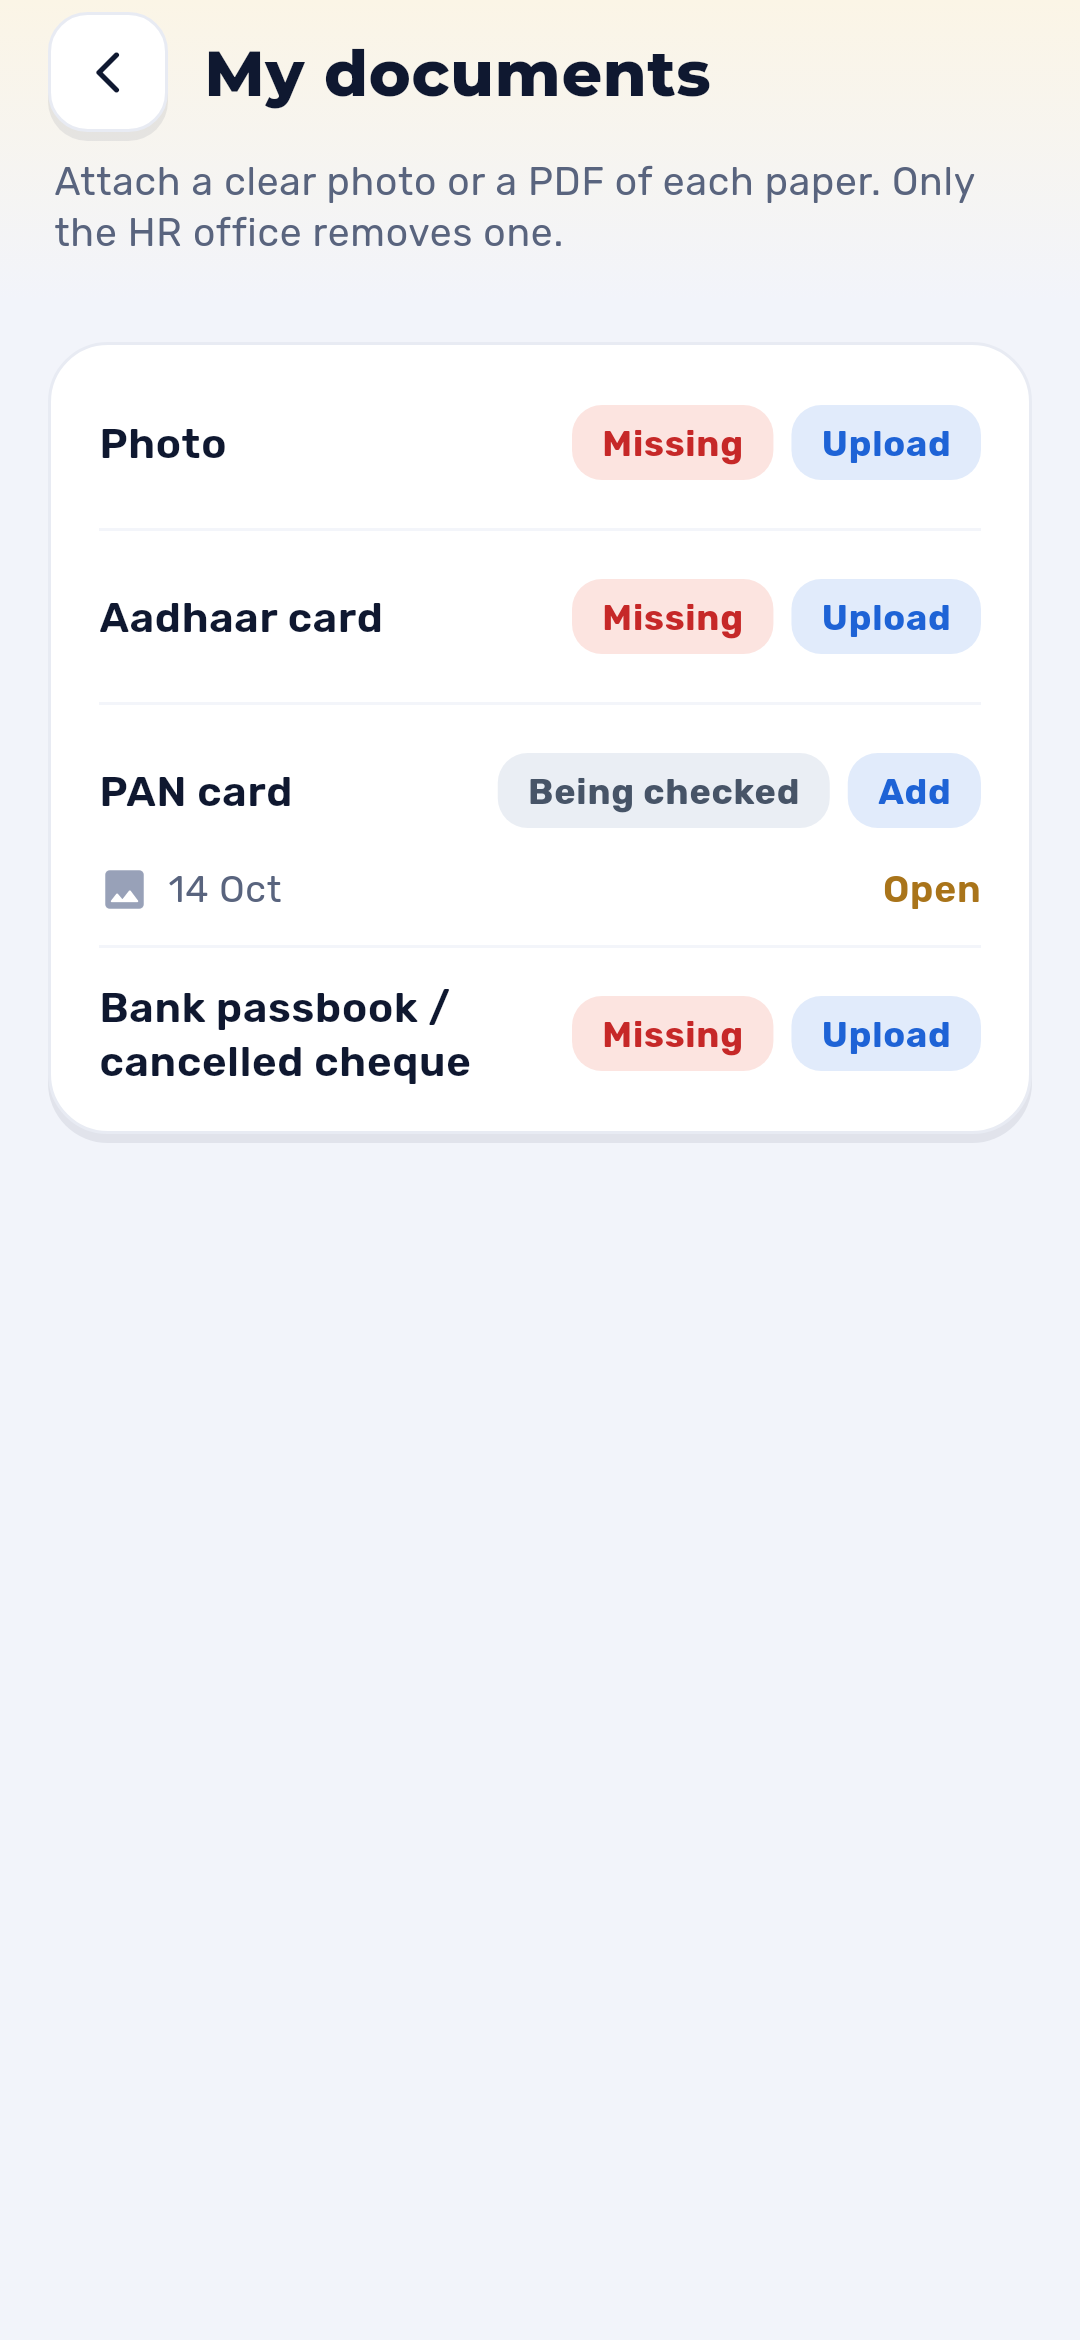 My documents
Attach a clear photo or a PDF of each paper. Only
the HR office removes one.
Photo
Missing
Upload
Aadhaar card
Missing
Upload
PAN card
Being checked
Add
14 Oct
Open
Bank passbook /
cancelled cheque
Missing
Upload